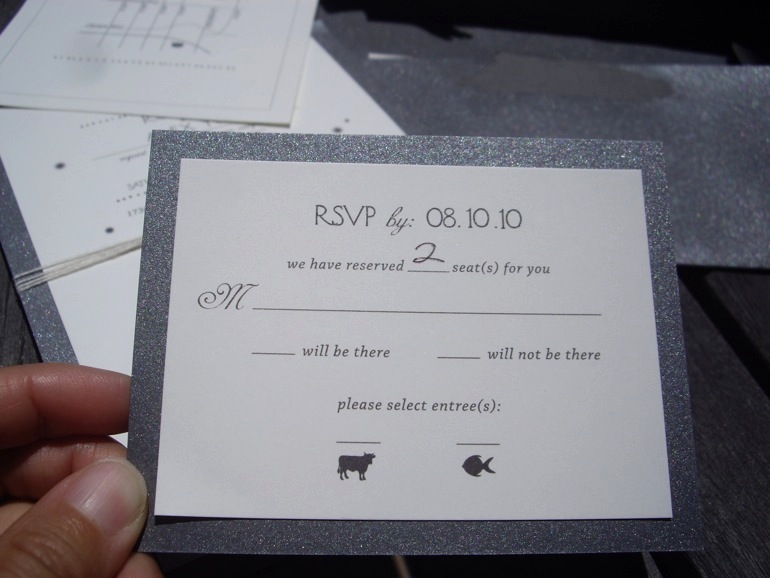 RSVP by: 08.10.10
we have reserved 2 seat(s) for you
M
will be there will not be there
please select entree(s):